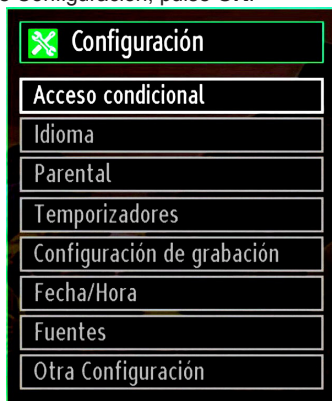 Configuración
Acceso condicional
Idioma
Parental
Temporizadores
Configuración de grabación
Fecha/Hora
Fuentes
Otra Configuración